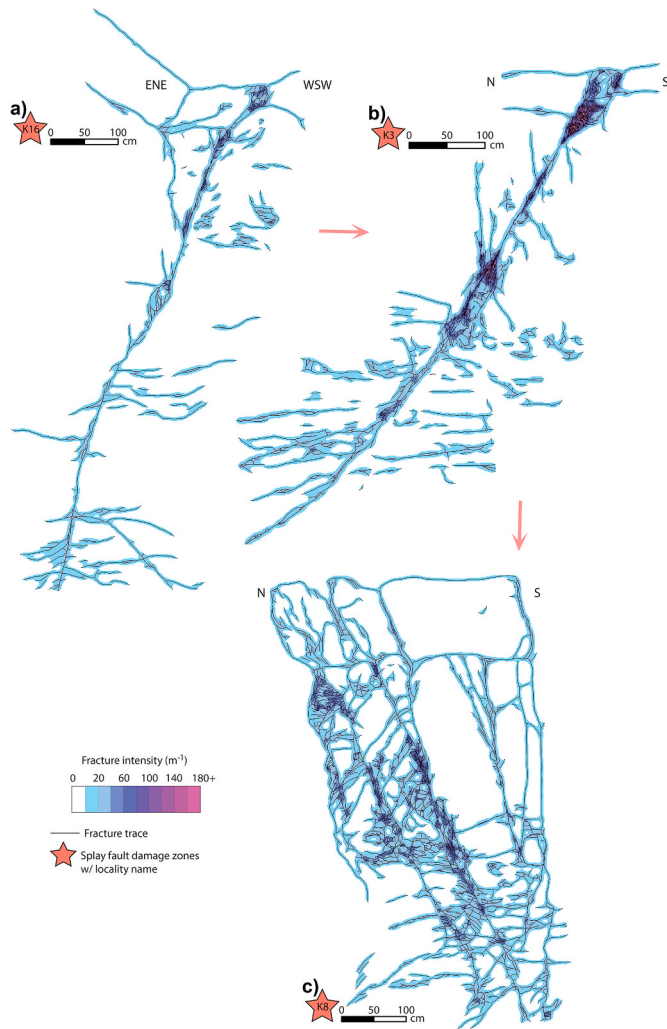 ENE
WSW
a)
K16
0 50 100
cm
N
S
b)
K3
0 50 100
cm
N
S
Fracture intensity (m⁻¹)
0 20 60 100 140 180+
Fracture trace
Splay fault damage zones
w/ locality name
c)
K8
0 50 100
cm